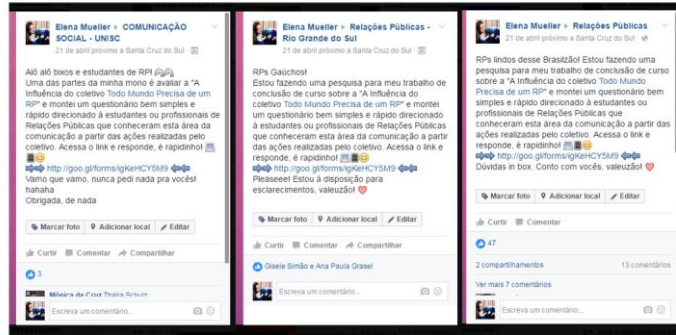 Elena Mueller ▸ COMUNICAÇÃO
SOCIAL - UNISC
21 de abril próximo a Santa Cruz do Sul ·
Alô alô bixos e estudantes de RP!
Uma das partes da minha mono é avaliar a "A
Influência do coletivo Todo Mundo Precisa de um
RP" e montei um questionário bem simples e
rápido direcionado à estudantes ou profissionais de
Relações Públicas que conheceram esta área da
comunicação a partir das ações realizadas pelo
coletivo. Acessa o link e responde, é rapidinho!
http://goo.gl/forms/igKeHCY5M9
Vamo que vamo, nunca pedi nada pra vocês!
hahaha
Obrigada, de nada
Marcar foto Adicionar local Editar
Curtir Comentar Compartilhar
3
Mônica da Cruz Thalia Schulz
Escreva um comentário...
Elena Mueller ▸ Relações Públicas -
Rio Grande do Sul
21 de abril próximo a Santa Cruz do Sul ·
RPs Gaúchos!
Estou fazendo uma pesquisa para meu trabalho de
conclusão de curso sobre a "A Influência do
coletivo Todo Mundo Precisa de um RP" e montei
um questionário bem simples e rápido direcionado
à estudantes ou profissionais de Relações Públicas
que conheceram esta área da comunicação a partir
das ações realizadas pelo coletivo. Acessa o link e
responde, é rapidinho!
http://goo.gl/forms/igKeHCY5M9
Pleaseee! Estou à disposição para
esclarecimentos, valeuzão!
Marcar foto Adicionar local Editar
Curtir Comentar Compartilhar
Gisele Simão e Ana Paula Grasel
Escreva um comentário...
Elena Mueller ▸ Relações Públicas
21 de abril próximo a Santa Cruz do Sul ·
RPs lindos desse Brasilzão! Estou fazendo uma
pesquisa para meu trabalho de conclusão de curso
sobre a "A Influência do coletivo Todo Mundo
Precisa de um RP" e montei um questionário bem
simples e rápido direcionado à estudantes ou
profissionais de Relações Públicas que
conheceram esta área da comunicação a partir das
ações realizadas pelo coletivo. Acessa o link e
responde, é rapidinho!
http://goo.gl/forms/igKeHCY5M9
Dúvidas in box. Conto com vocês, valeuzão!
Marcar foto Adicionar local Editar
Curtir Comentar
47
2 compartilhamentos 13 comentários
Ver mais 7 comentários
Escreva um comentário...